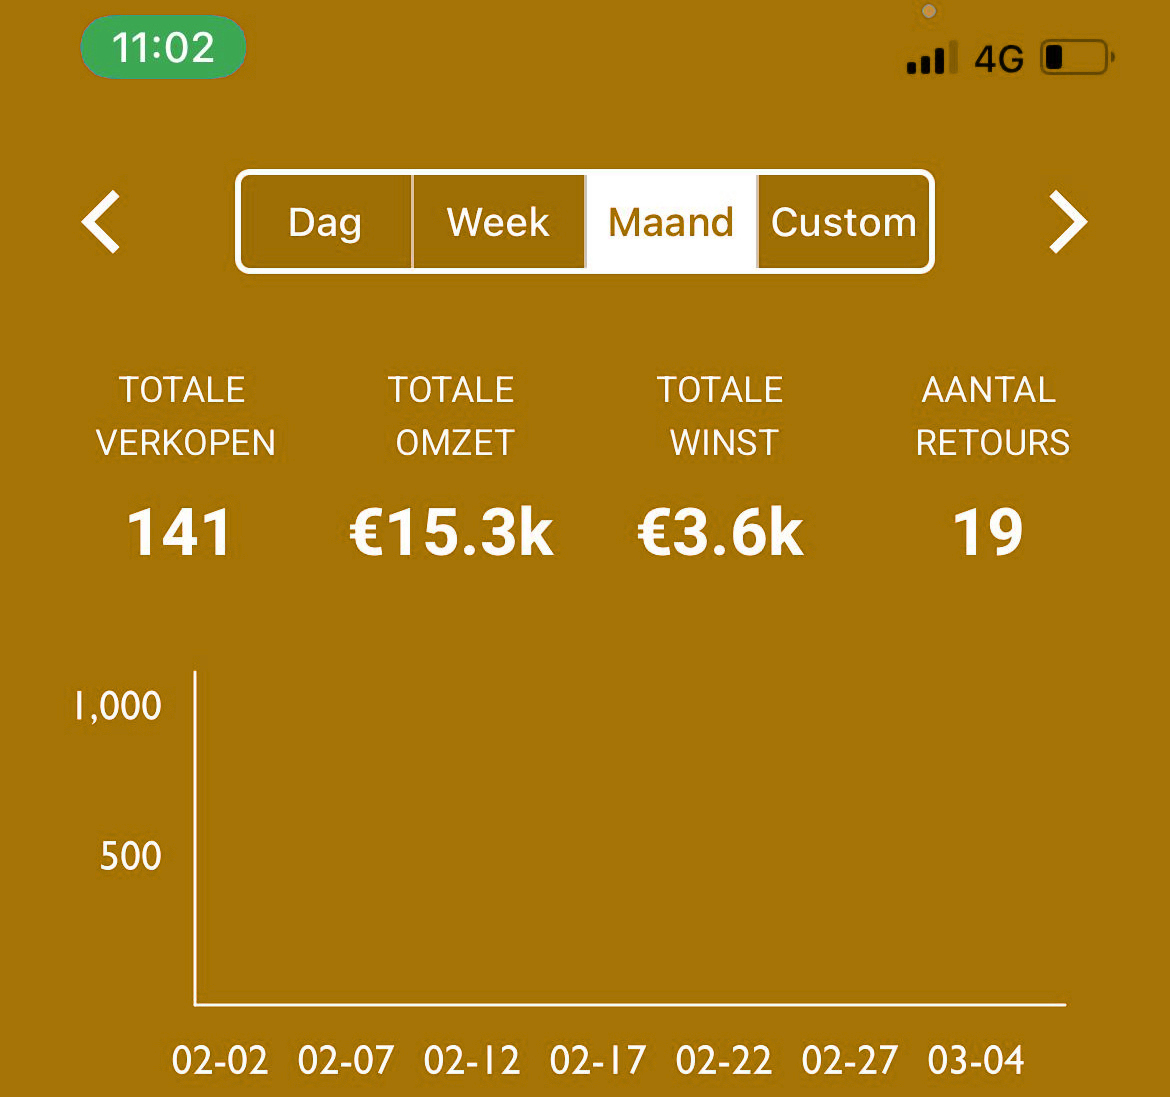 11:02 4G
Dag Week Maand Custom
TOTALE TOTALE TOTALE AANTAL
VERKOPEN OMZET WINST RETOURS
141 €15.3k €3.6k 19
1,000
500
02-02 02-07 02-12 02-17 02-22 02-27 03-04